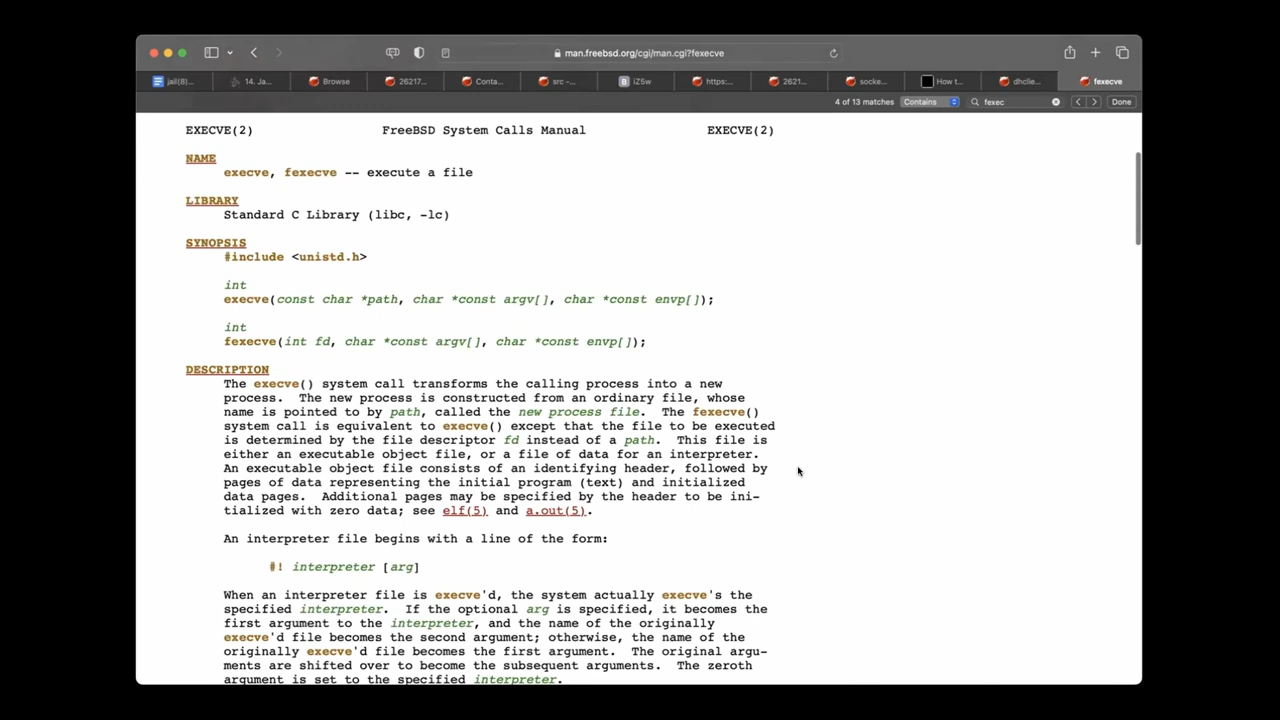 man.freebsd.org/cgi/man.cgi?fexecve
jail(8)... 14. Ja... Browse 26217... Conta... src -... iZ5w https:... 2621... socke... How t... dhclie... fexecve
4 of 13 matches Contains fexec Done
EXECVE(2) FreeBSD System Calls Manual EXECVE(2)
NAME
execve, fexecve -- execute a file
LIBRARY
Standard C Library (libc, -lc)
SYNOPSIS
#include <unistd.h>
int
execve(const char *path, char *const argv[], char *const envp[]);
int
fexecve(int fd, char *const argv[], char *const envp[]);
DESCRIPTION
The execve() system call transforms the calling process into a new
process. The new process is constructed from an ordinary file, whose
name is pointed to by path, called the new process file. The fexecve()
system call is equivalent to execve() except that the file to be executed
is determined by the file descriptor fd instead of a path. This file is
either an executable object file, or a file of data for an interpreter.
An executable object file consists of an identifying header, followed by
pages of data representing the initial program (text) and initialized
data pages. Additional pages may be specified by the header to be ini-
tialized with zero data; see elf(5) and a.out(5).
An interpreter file begins with a line of the form:
#! interpreter [arg]
When an interpreter file is execve'd, the system actually execve's the
specified interpreter. If the optional arg is specified, it becomes the
first argument to the interpreter, and the name of the originally
execve'd file becomes the second argument; otherwise, the name of the
originally execve'd file becomes the first argument. The original argu-
ments are shifted over to become the subsequent arguments. The zeroth
argument is set to the specified interpreter.